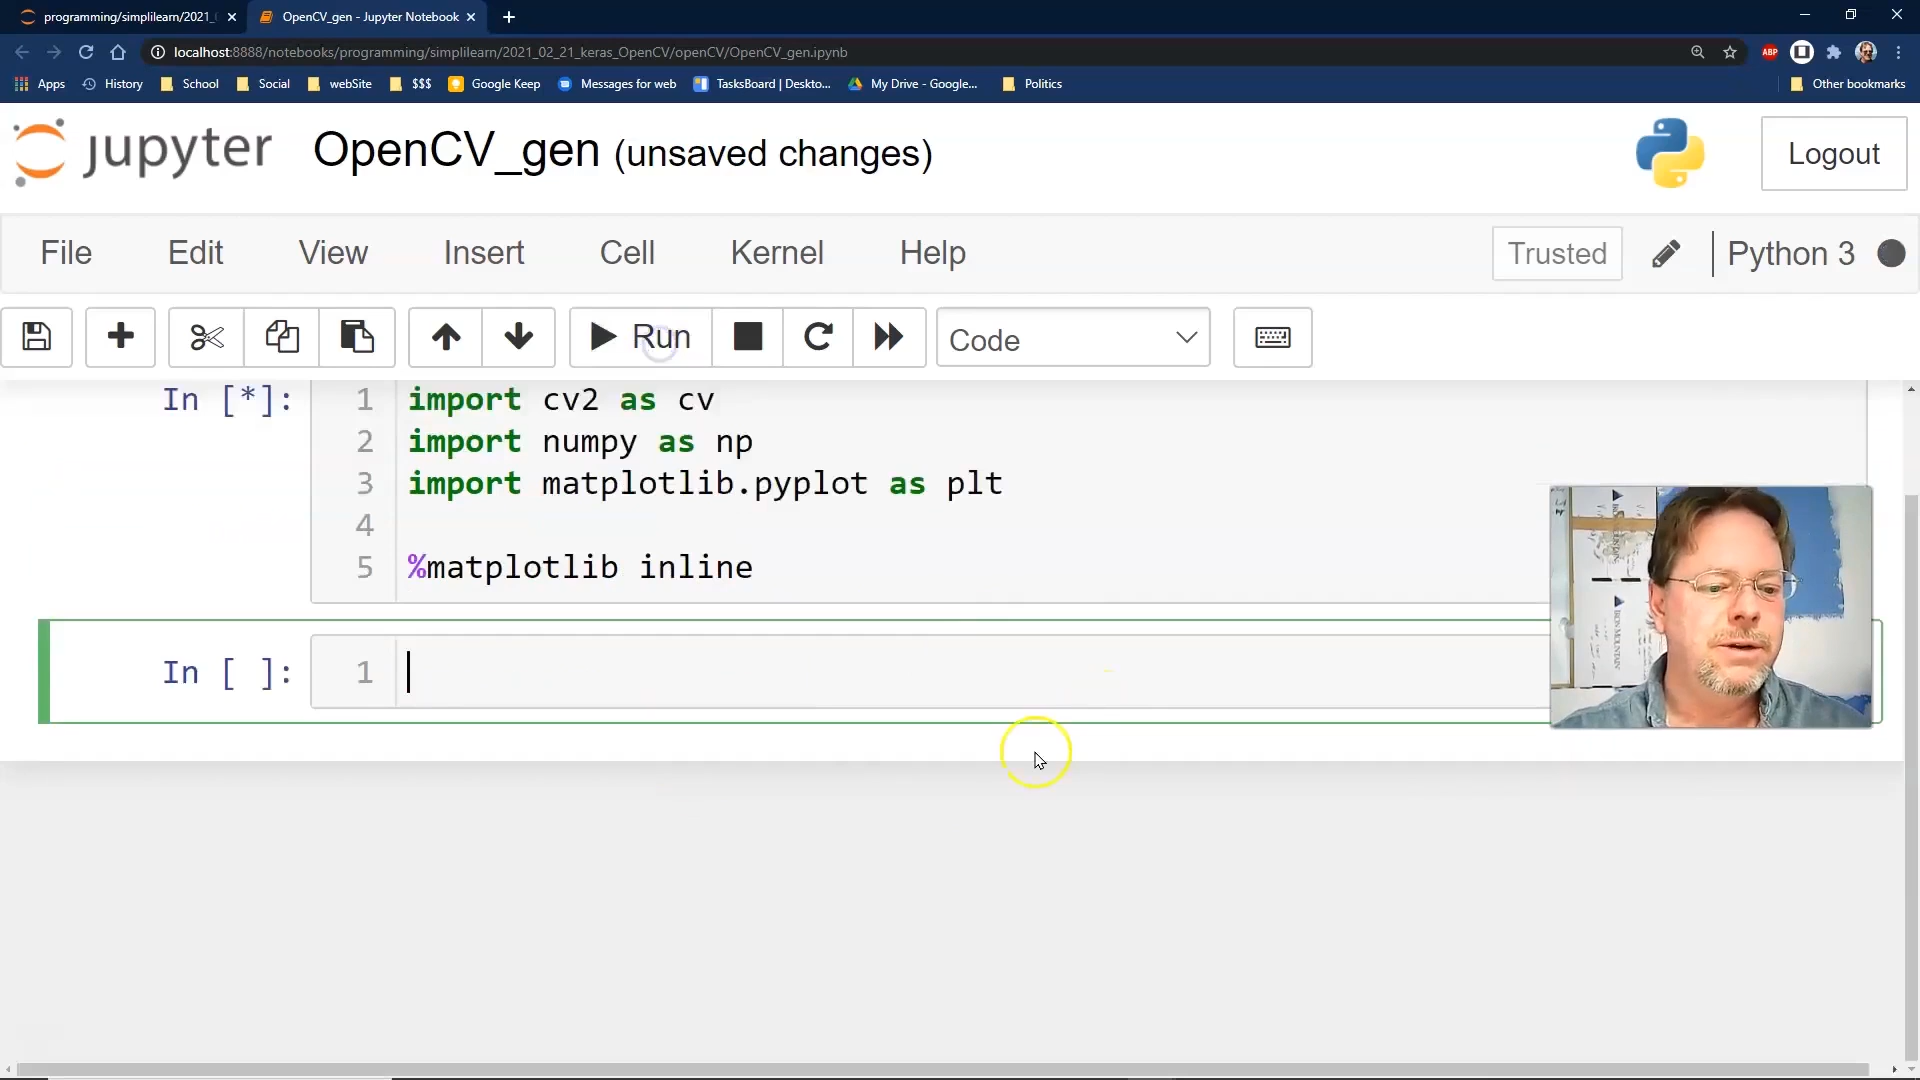 programming/simplilearn/2021_
OpenCV_gen - Jupyter Notebook
localhost:8888/notebooks/programming/simplilearn/2021_02_21_keras_OpenCV/openCV/OpenCV_gen.ipynb
ABP
Apps
History
School
Social
webSite
$$$
Google Keep
Messages for web
TasksBoard | Deskto...
My Drive - Google...
Politics
Other bookmarks
jupyter
OpenCV_gen (unsaved changes)
Logout
File Edit View Insert Cell Kernel Help
Trusted
Python 3
Run
Code
In [*]:
1 import cv2 as cv
2 import numpy as np
3 import matplotlib.pyplot as plt
4
5 %matplotlib inline
In [ ]:
1